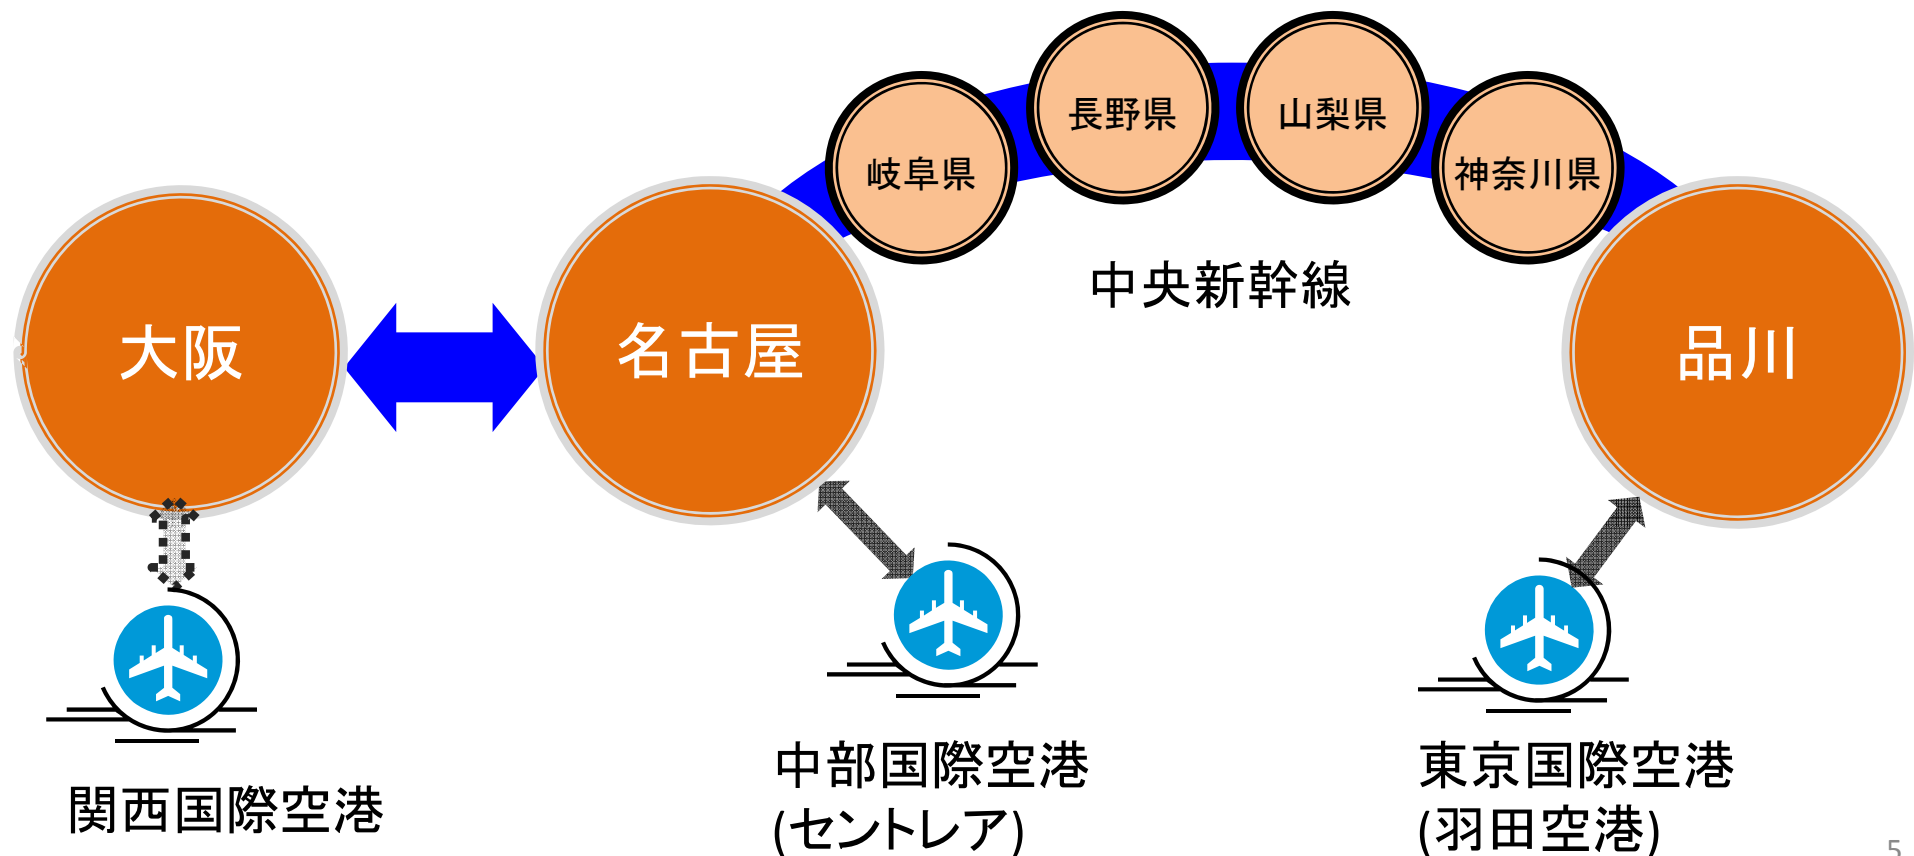 長野県
山梨県
岐阜県
神奈川県
中央新幹線
大阪
名古屋
品川
関西国際空港
中部国際空港
(セントレア)
東京国際空港
(羽田空港)
5